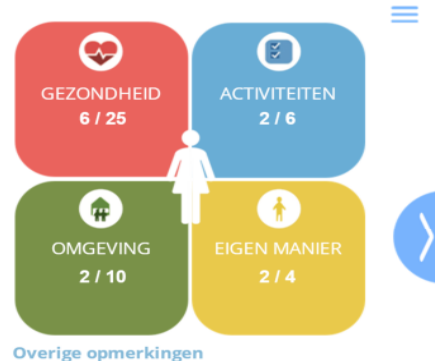 GEZONDHEID
6 / 25
ACTIVITEITEN
2 / 6
OMGEVING
2 / 10
EIGEN MANIER
2 / 4
Overige opmerkingen